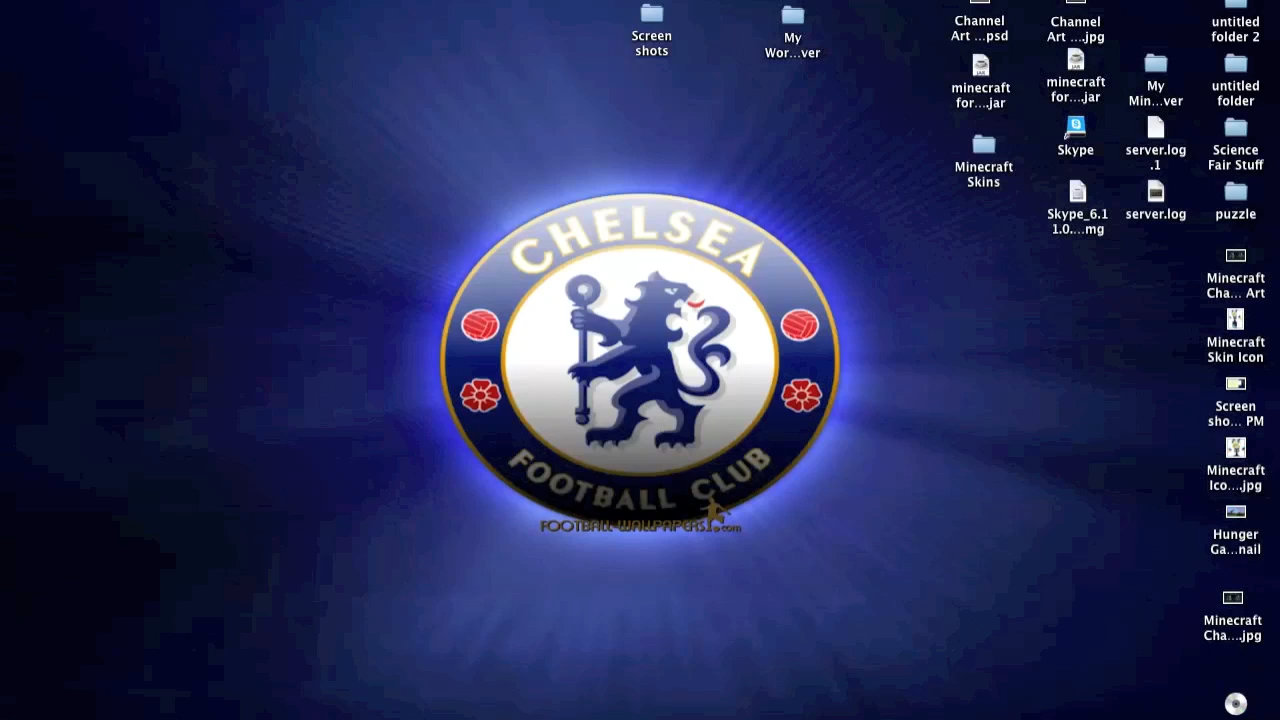 Screen
shots
My
Wor...ver
Channel
Art ...psd
Channel
Art ....jpg
untitled
folder 2
minecraft
for....jar
minecraft
for....jar
My
Min...ver
untitled
folder
Minecraft
Skins
Skype
server.log
.1
Science
Fair Stuff
Skype_6.1
1.0....mg
server.log
puzzle
CHELSEA
FOOTBALL CLUB
FOOTBALL WALLPAPERS.com
Minecraft
Cha... Art
Minecraft
Skin Icon
Screen
sho... PM
Minecraft
Ico....jpg
Hunger
Ga...nail
Minecraft
Cha....jpg